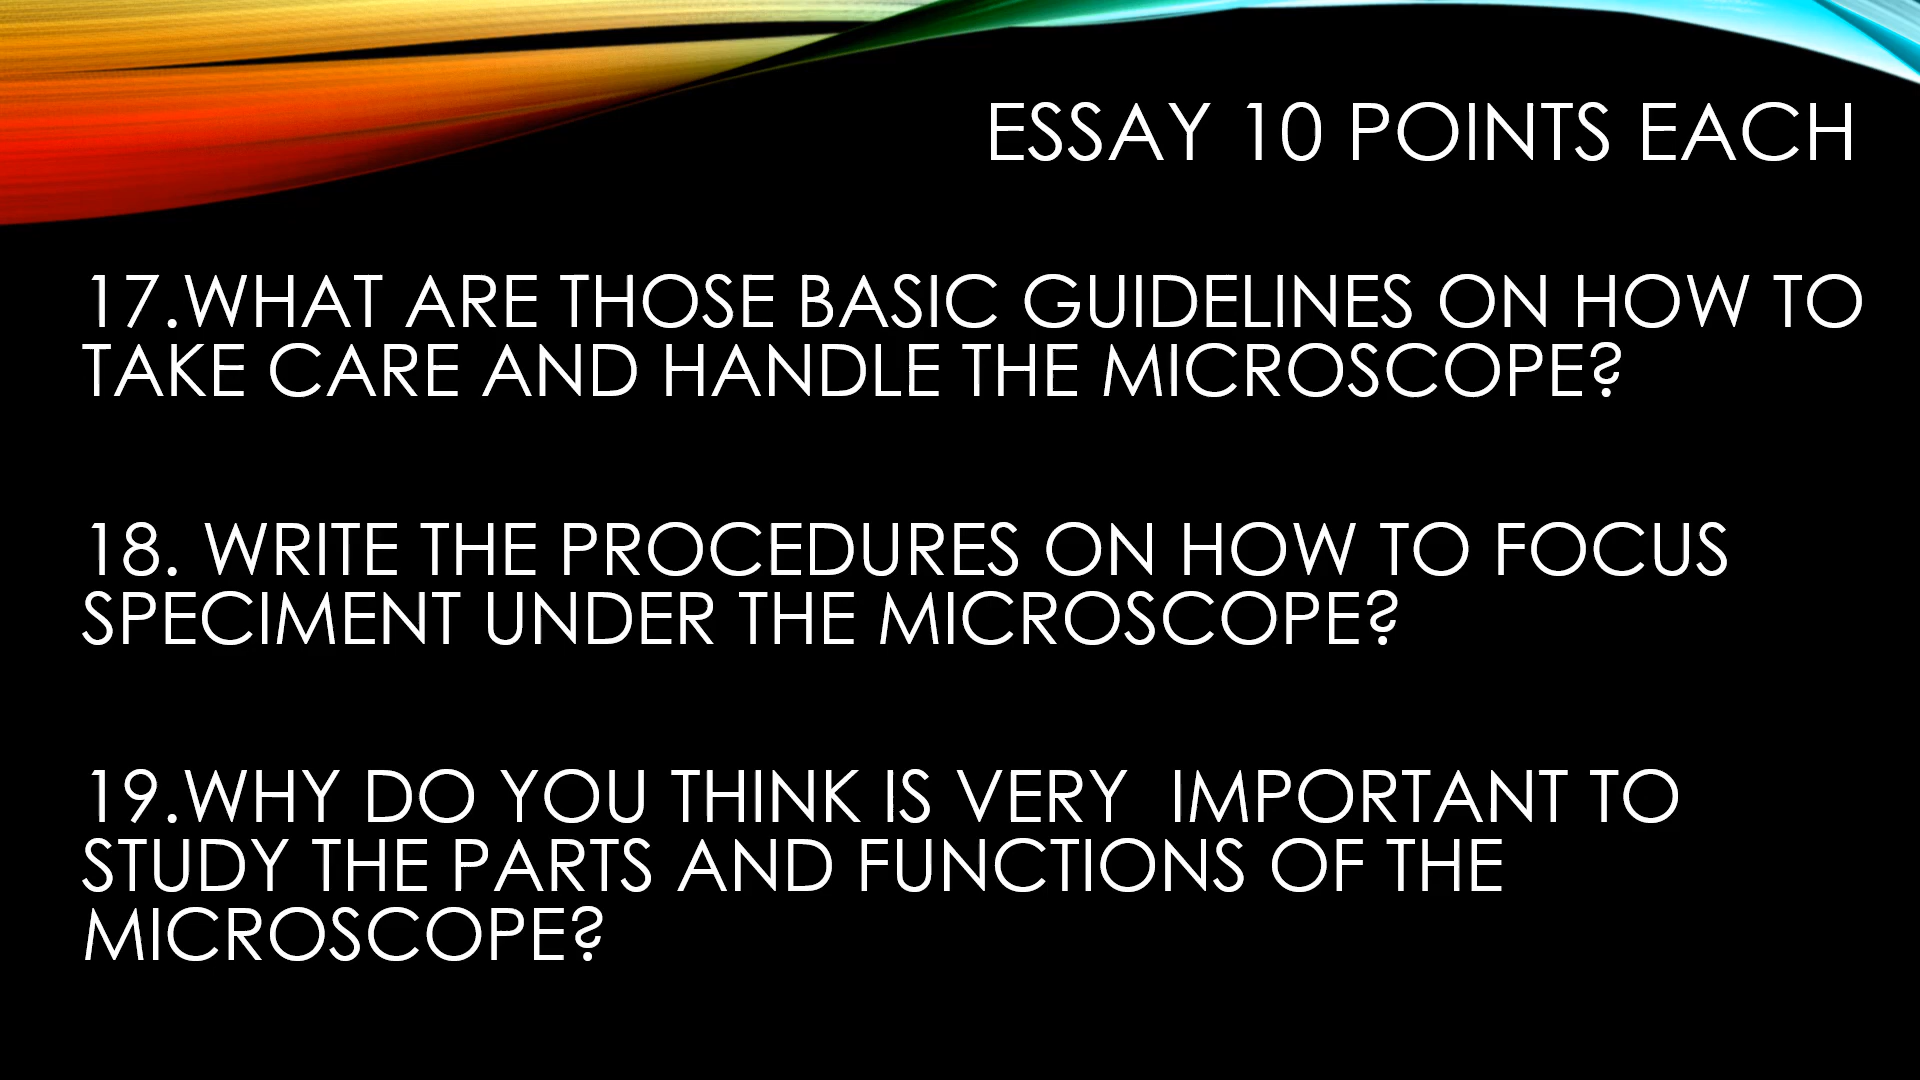 ESSAY 10 POINTS EACH
17.WHAT ARE THOSE BASIC GUIDELINES ON HOW TO
TAKE CARE AND HANDLE THE MICROSCOPE?
18. WRITE THE PROCEDURES ON HOW TO FOCUS
SPECIMENT UNDER THE MICROSCOPE?
19.WHY DO YOU THINK IS VERY  IMPORTANT TO
STUDY THE PARTS AND FUNCTIONS OF THE
MICROSCOPE?